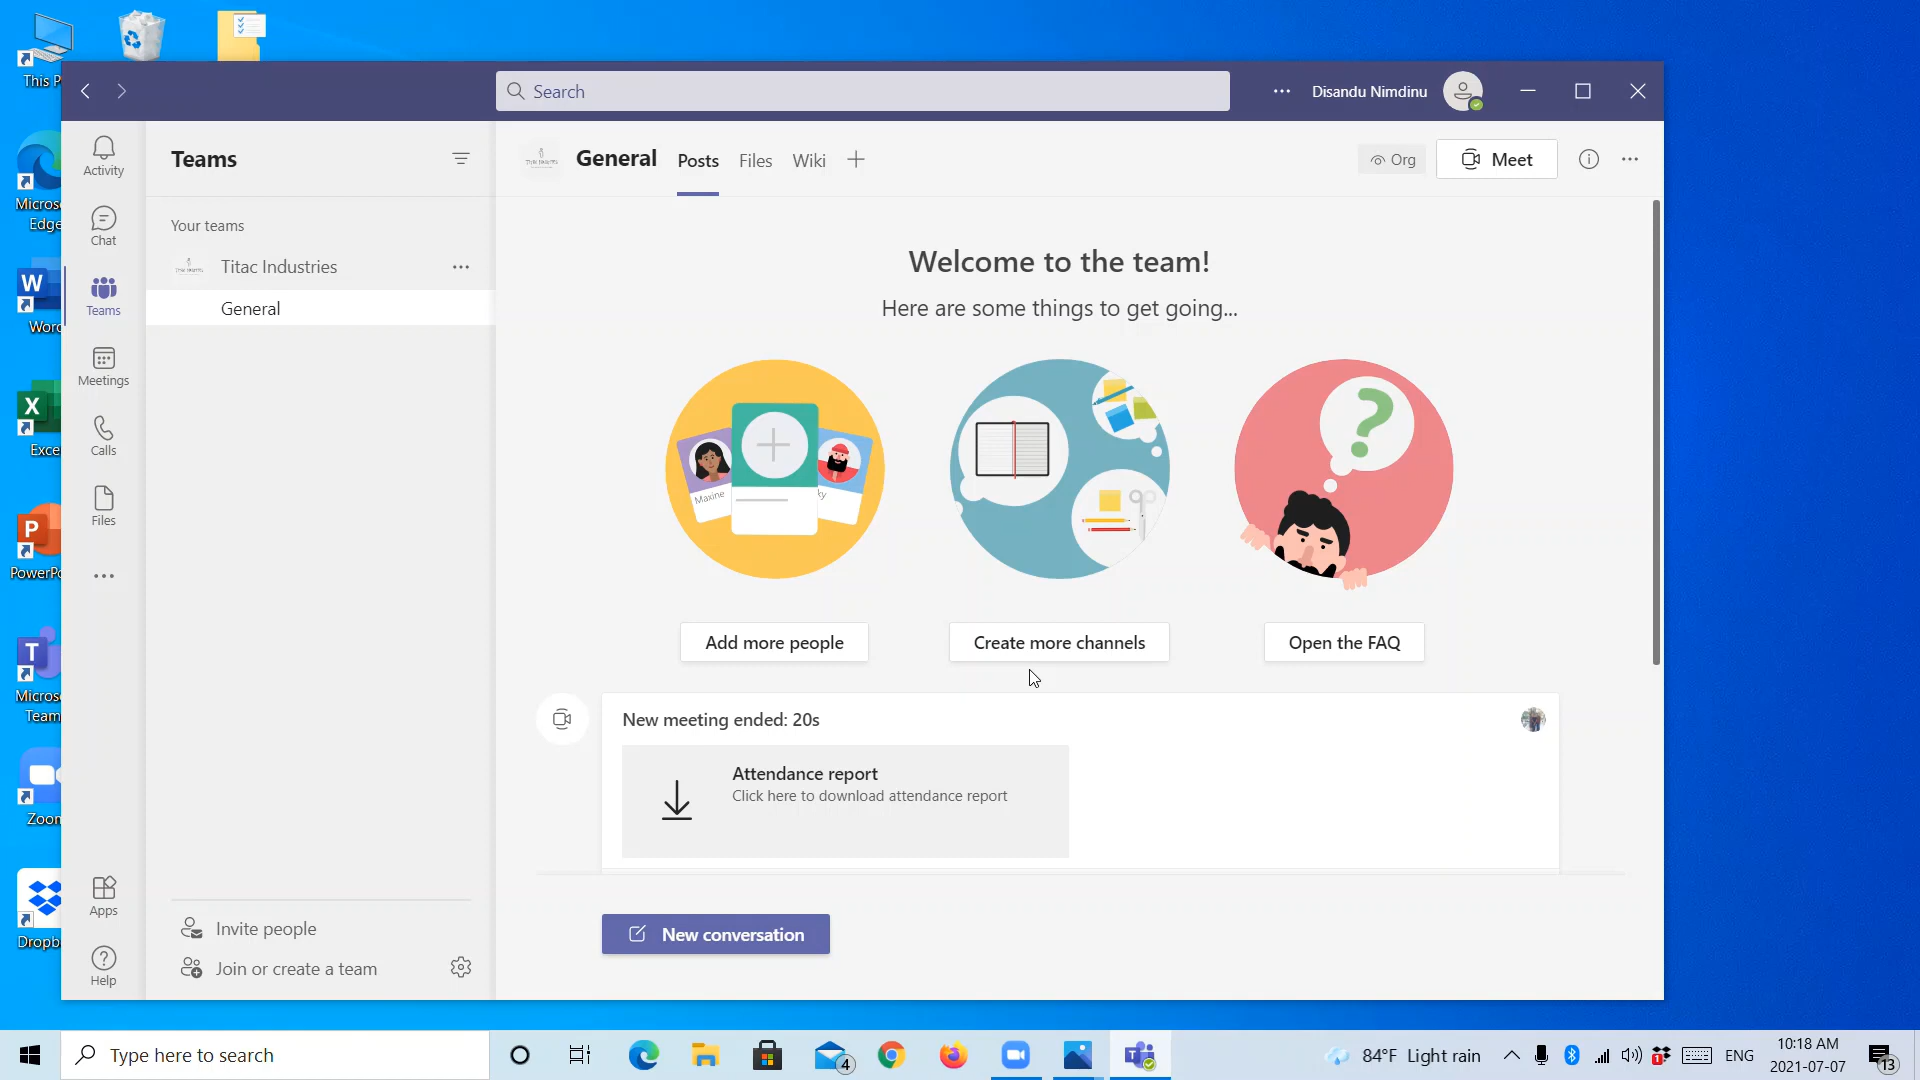 This P
Search
Disandu Nimdinu
Activity
Chat
Teams
Meetings
Calls
Files
Apps
Help
Micros
Edge
W
Word
X
Exce
P
PowerPo
T
Micros
Team
Zoom
Dropb
Teams
Your teams
Titac Industries
General
Invite people
Join or create a team
General
Posts
Files
Wiki
Org
Meet
Welcome to the team!
Here are some things to get going...
Maxine
ky
Add more people
Create more channels
Open the FAQ
New meeting ended: 20s
Attendance report
Click here to download attendance report
New conversation
Type here to search
4
T
84°F Light rain
1
ENG
10:18 AM
2021-07-07
13